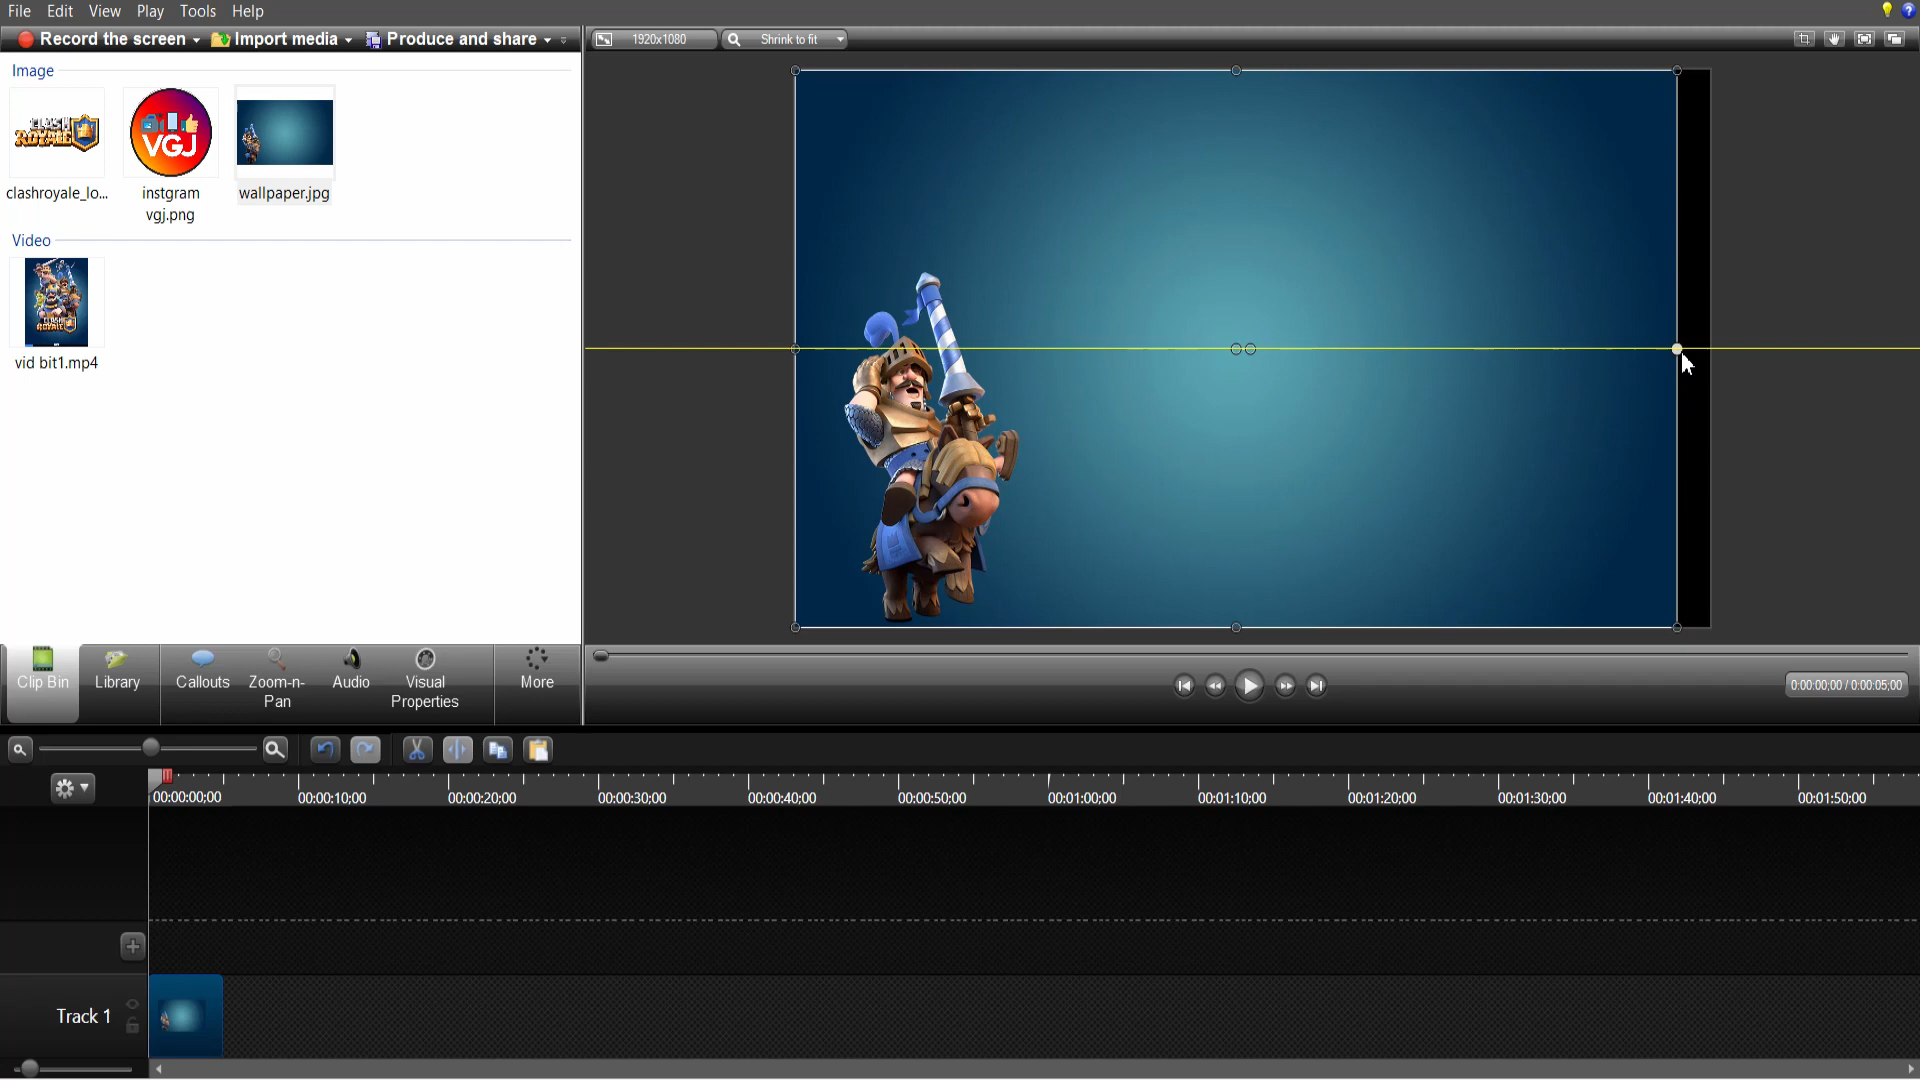 File Edit View Play Tools Help
Record the screen Import media Produce and share
1920x1080 Shrink to fit
Image
CLASH
ROYALE
VGJ
clashroyale_lo...
instgram
vgj.png
wallpaper.jpg
Video
CLASH
ROYALE
vid bit1.mp4
Clip Bin Library Callouts Zoom-n-
Pan Audio Visual
Properties More
0:00:00;00 / 0:00:05;00
00:00:00;00 00:00:10;00 00:00:20;00 00:00:30;00 00:00:40;00 00:00:50;00 00:01:00;00 00:01:10;00 00:01:20;00 00:01:30;00 00:01:40;00 00:01:50;00
Track 1